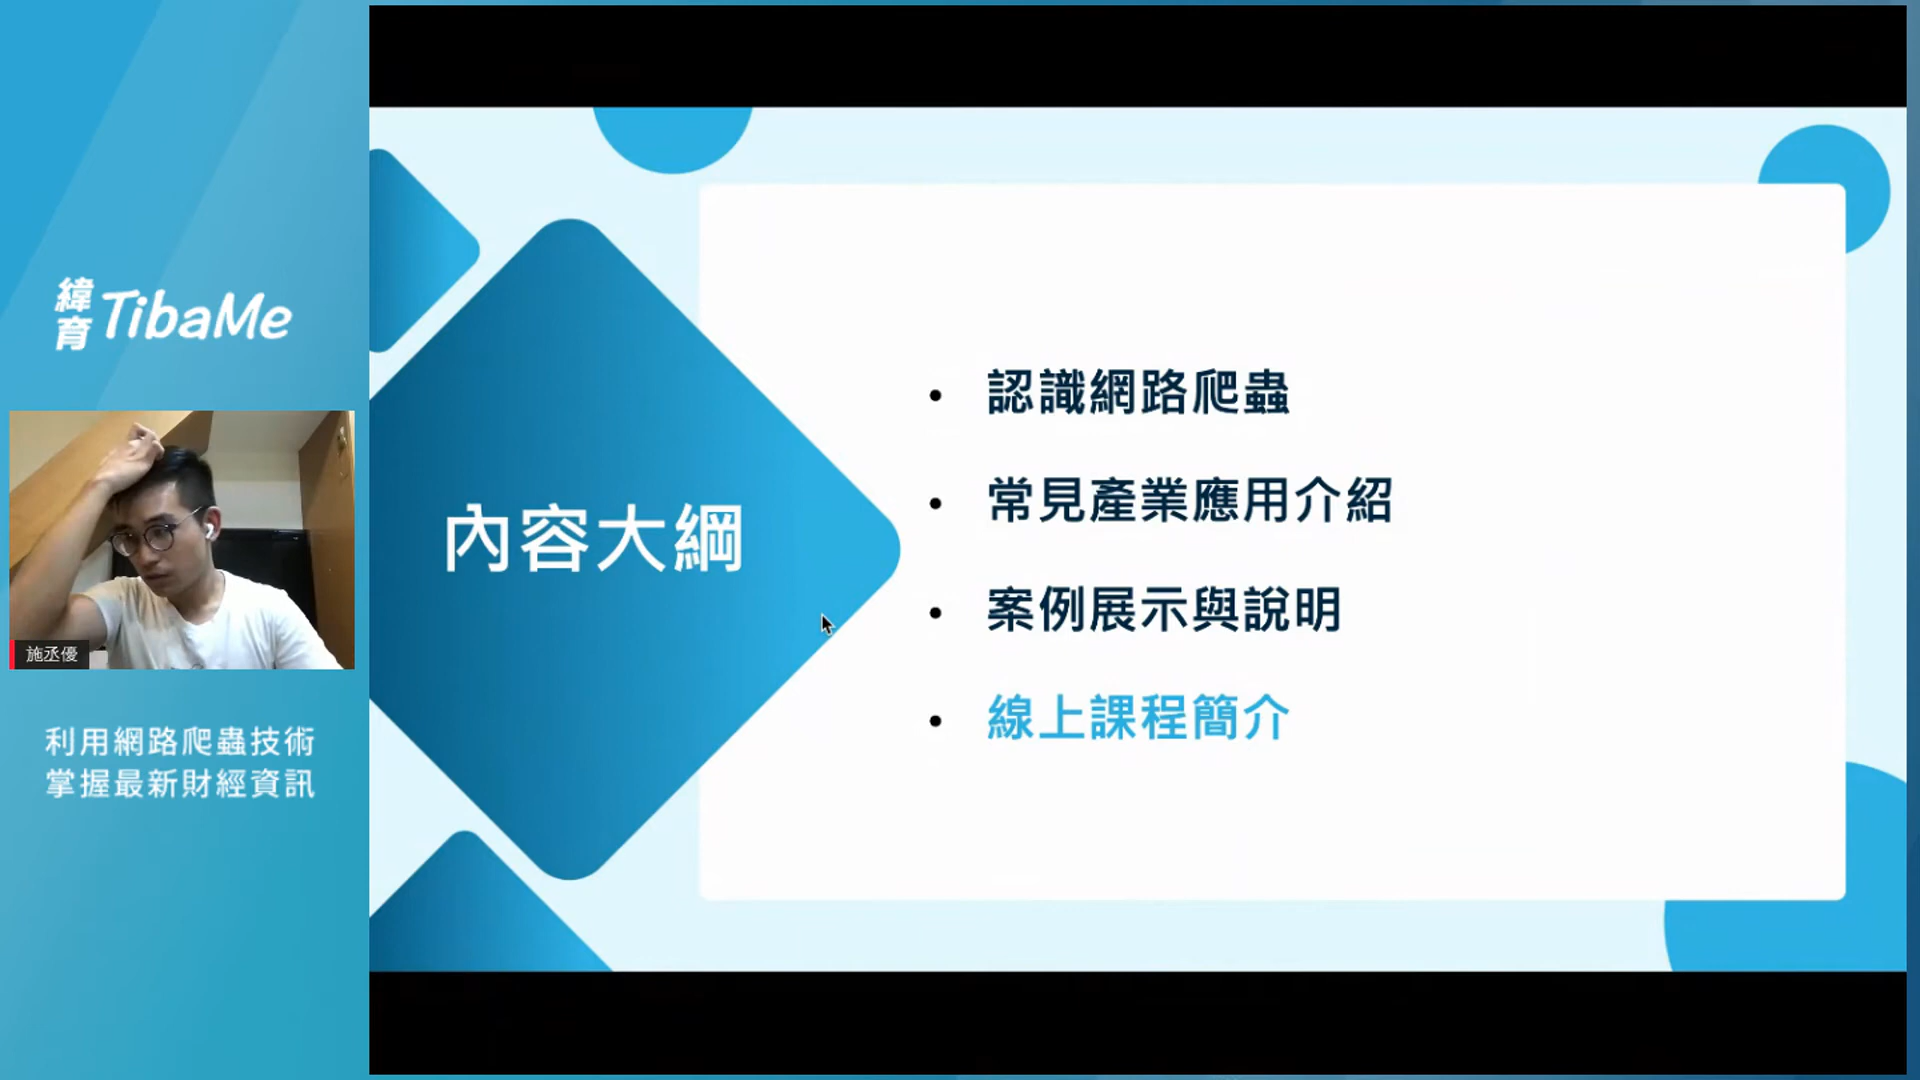 緯育 TibaMe
施丞優
利用網路爬蟲技術
掌握最新財經資訊
內容大綱
• 認識網路爬蟲
• 常見產業應用介紹
• 案例展示與說明
• 線上課程簡介